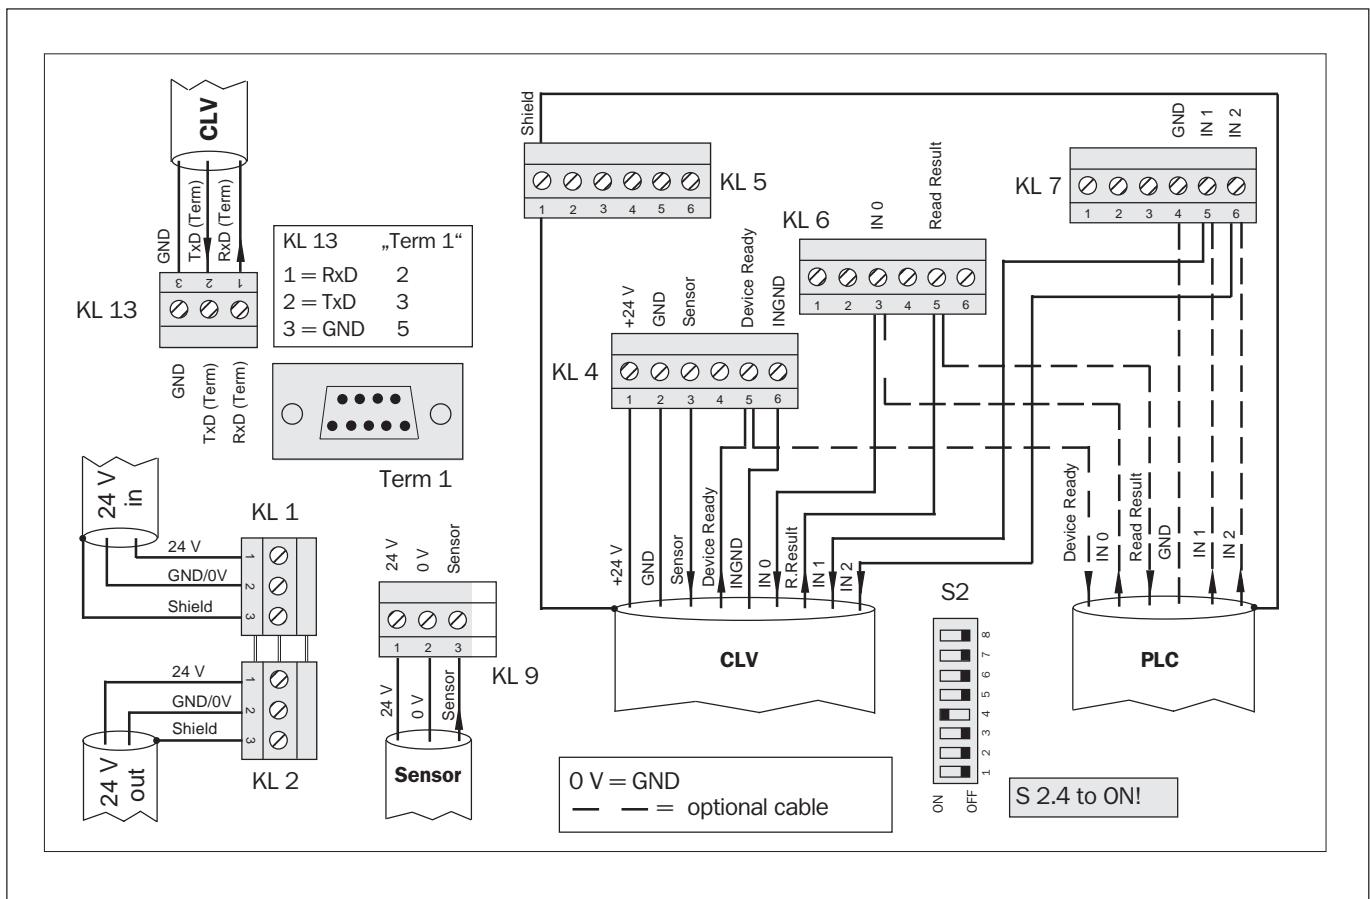 CLV
GND
TxD (Term)
RxD (Term)
3 2 1
KL 13
GND
TxD (Term)
RxD (Term)
KL 13 „Term 1“
1 = RxD 2
2 = TxD 3
3 = GND 5
Term 1
24 V in
KL 1
24 V
GND/0V
Shield
1
2
3
24 V
GND/0V
Shield
1
2
3
24 V out
KL 2
24 V
0 V
Sensor
1 2 3
KL 9
24 V
0 V
Sensor
Sensor
Shield
KL 5
1 2 3 4 5 6
KL 4
+24 V
GND
Sensor
Device Ready
INGND
1 2 3 4 5 6
KL 6
IN 0
Read Result
1 2 3 4 5 6
KL 7
GND
IN 1
IN 2
1 2 3 4 5 6
+24 V
GND
Sensor
Device Ready
INGND
IN 0
R.Result
IN 1
IN 2
CLV
Device Ready
IN 0
Read Result
GND
IN 1
IN 2
PLC
S2
8
7
6
5
4
3
2
1
ON
OFF
S 2.4 to ON!
0 V = GND
= optional cable